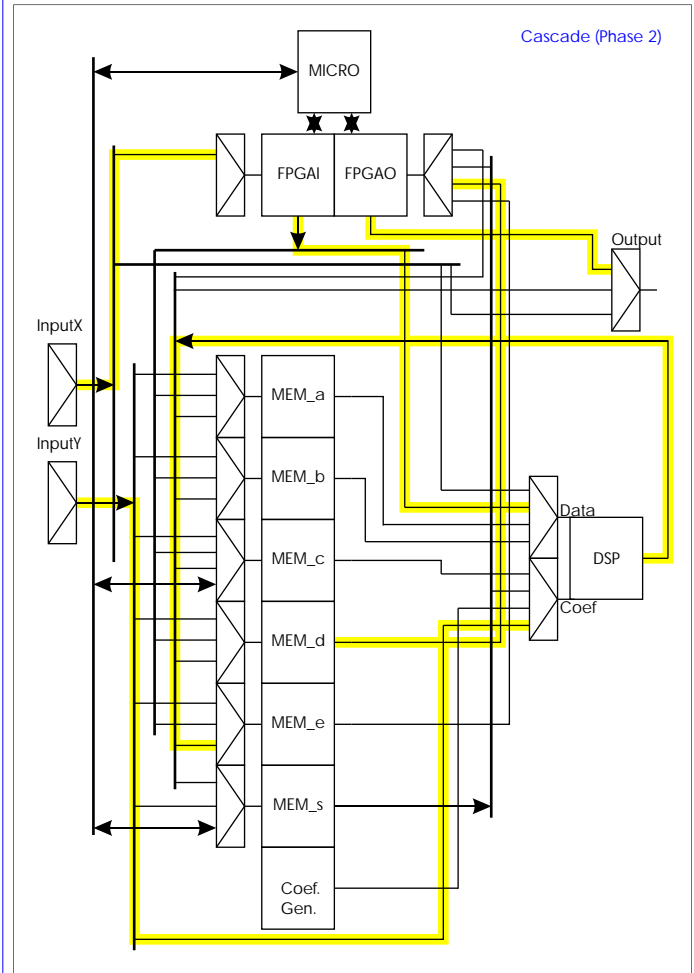 Cascade (Phase 2)
MICRO
FPGAI
FPGAO
Output
InputX
MEM_a
InputY
MEM_b
Data
MEM_c
DSP
Coef
MEM_d
MEM_e
MEM_s
Coef.
Gen.